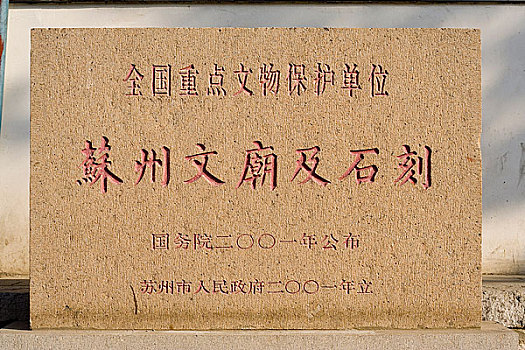 全国重点文物保护单位
蘇州文廟及石刻
国务院二〇〇一年公布
苏州市人民政府二〇〇一年立